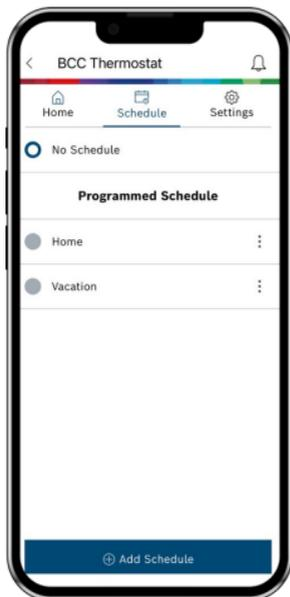 BCC Thermostat
Home Schedule Settings
No Schedule
Programmed Schedule
Home
Vacation
Add Schedule